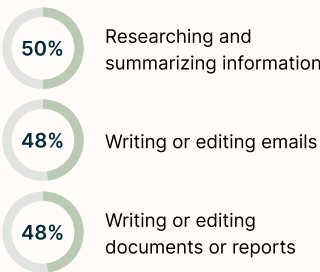 50%
Researching and
summarizing information
48%
Writing or editing emails
48%
Writing or editing
documents or reports